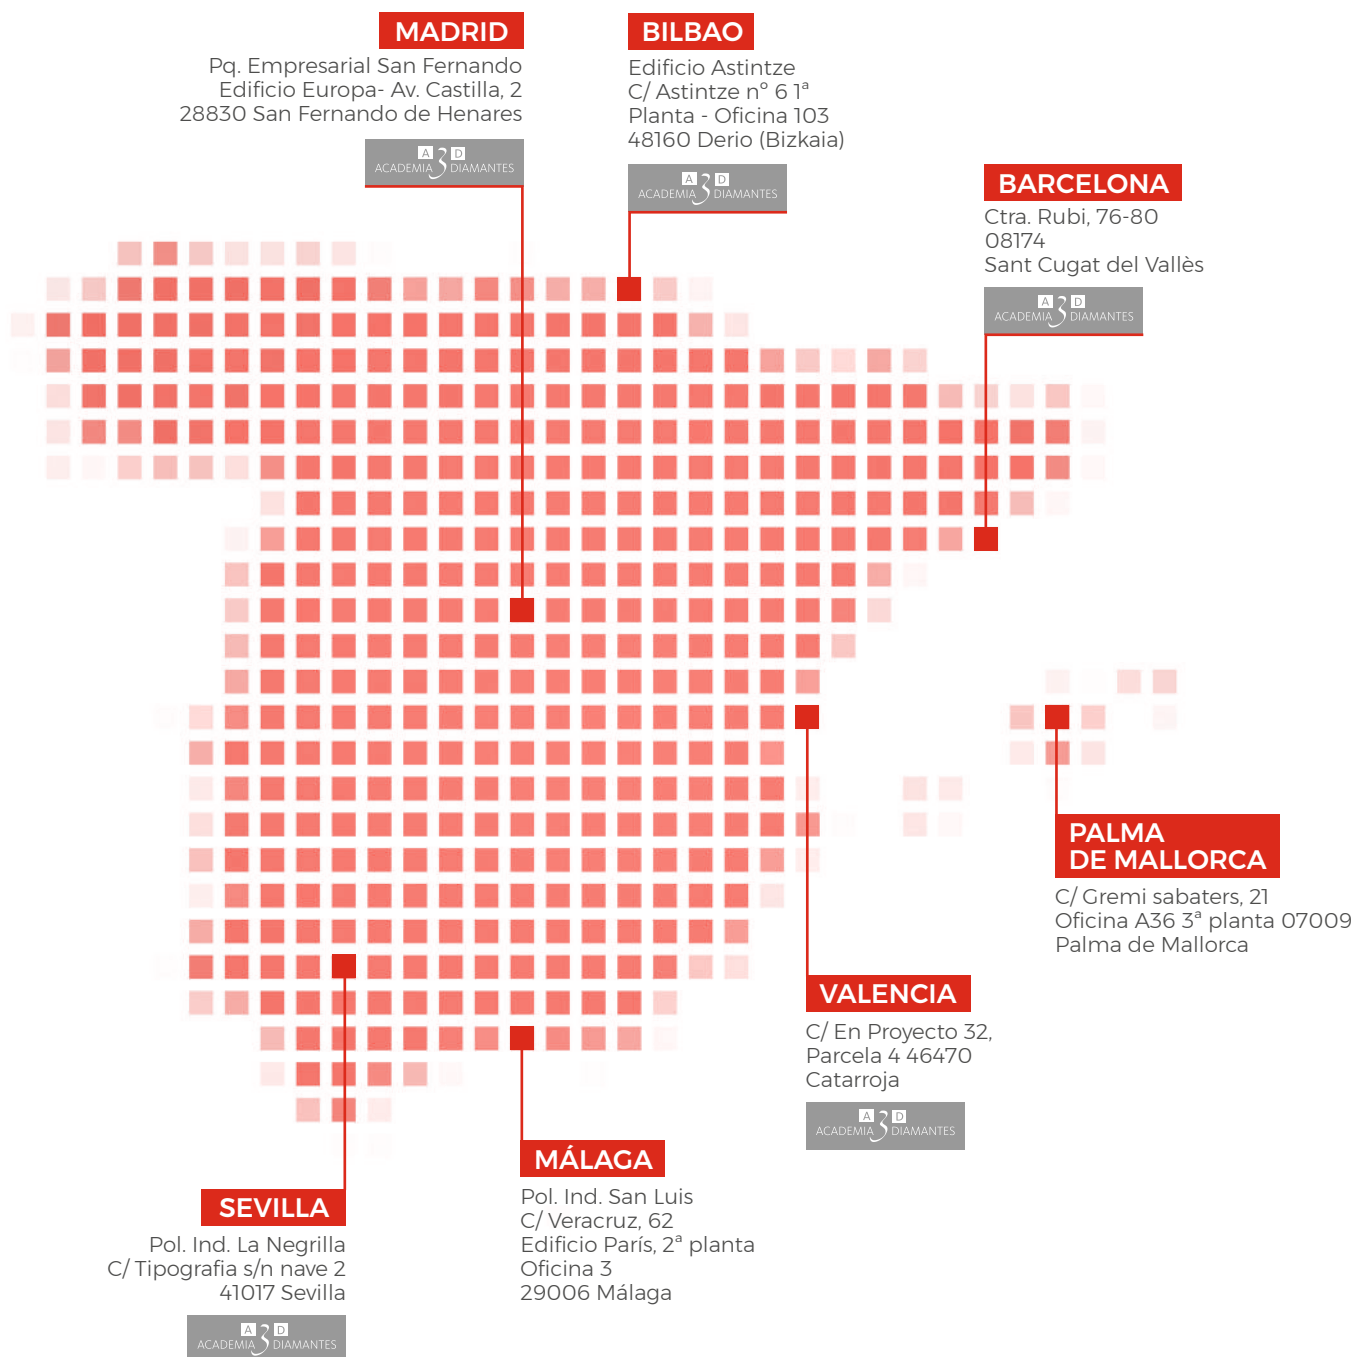 MADRID
Pq. Empresarial San Fernando
Edificio Europa- Av. Castilla, 2
28830 San Fernando de Henares
A 3 D
ACADEMIA DIAMANTES
BILBAO
Edificio Astintze
C/ Astintze nº 6 1ª
Planta - Oficina 103
48160 Derio (Bizkaia)
A 3 D
ACADEMIA DIAMANTES
BARCELONA
Ctra. Rubi, 76-80
08174
Sant Cugat del Vallès
A 3 D
ACADEMIA DIAMANTES
PALMA
DE MALLORCA
C/ Gremi sabaters, 21
Oficina A36 3ª planta 07009
Palma de Mallorca
VALENCIA
C/ En Proyecto 32,
Parcela 4 46470
Catarroja
A 3 D
ACADEMIA DIAMANTES
MÁLAGA
Pol. Ind. San Luis
C/ Veracruz, 62
Edificio París, 2ª planta
Oficina 3
29006 Málaga
SEVILLA
Pol. Ind. La Negrilla
C/ Tipografia s/n nave 2
41017 Sevilla
A 3 D
ACADEMIA DIAMANTES